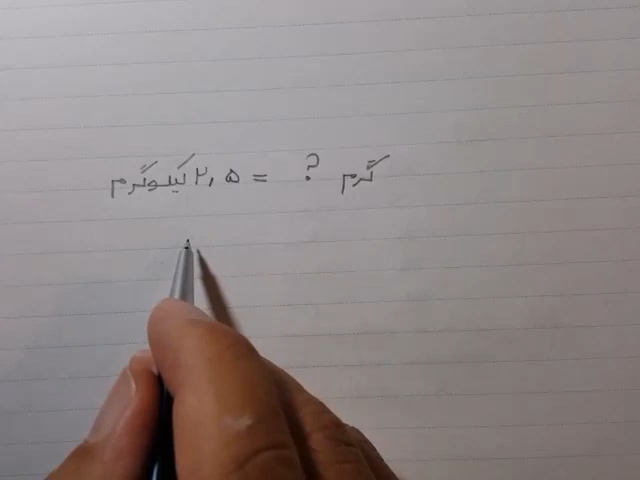 ۲,۵ کیلوگرم = ? گرم